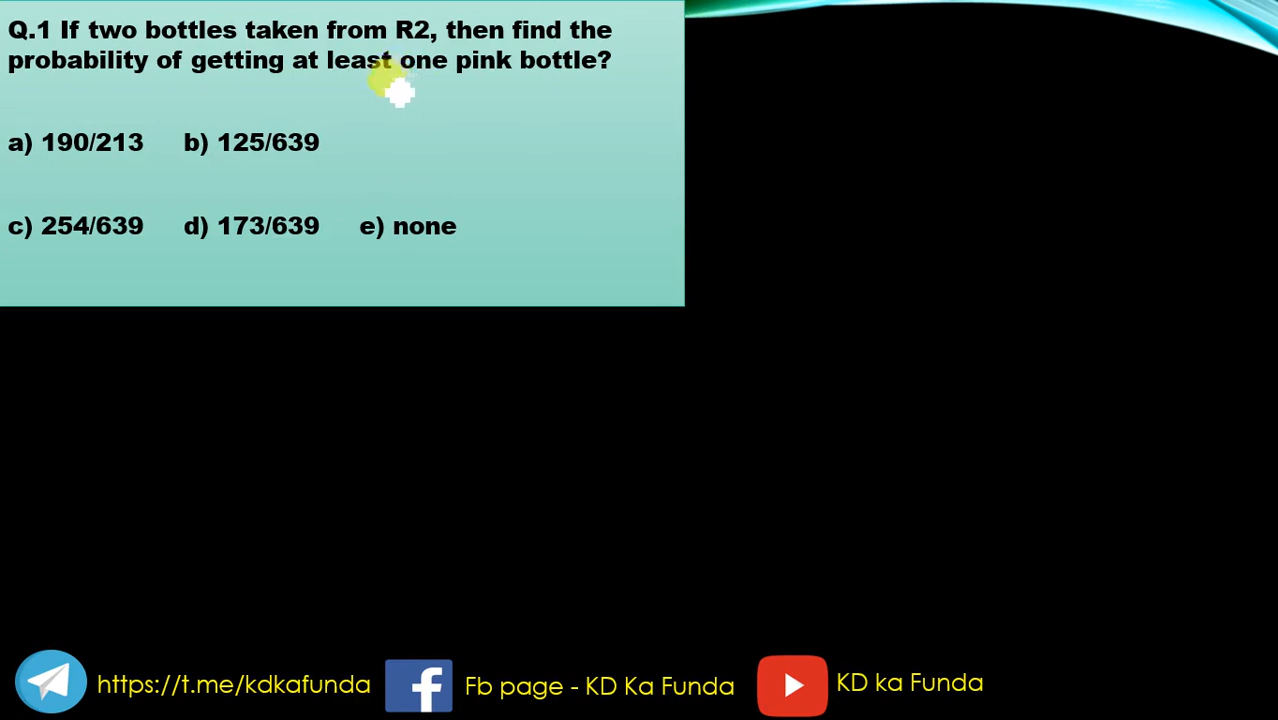 Q.1 If two bottles taken from R2, then find the
probability of getting at least one pink bottle?
a) 190/213 b) 125/639
c) 254/639 d) 173/639 e) none
https://t.me/kdkafunda Fb page - KD Ka Funda KD ka Funda